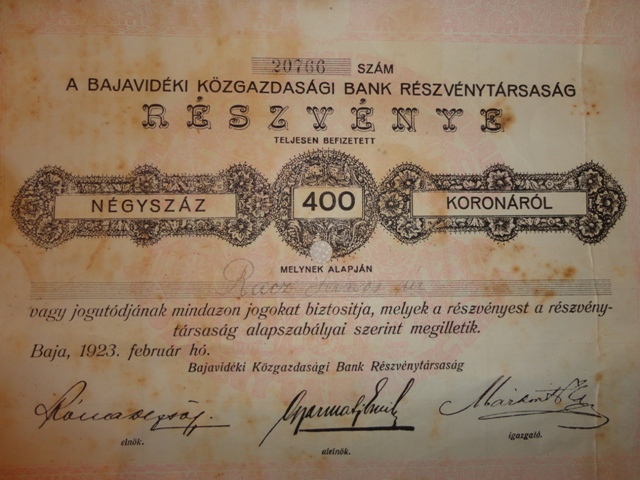 20766 SZÁM
A BAJAVIDÉKI KÖZGAZDASÁGI BANK RÉSZVÉNYTÁRSASÁG
RÉSZVÉNYE
TELJESEN BEFIZETETT
NÉGYSZÁZ 400 KORONÁRÓL
MELYNEK ALAPJÁN
vagy jogutódjának mindazon jogokat biztositja, melyek a részvényest a részvény-
társaság alapszabályai szerint megilletik.
Baja, 1923. február hó.
Bajavidéki Közgazdasági Bank Részvénytársaság
elnök. alelnök. igazgató.